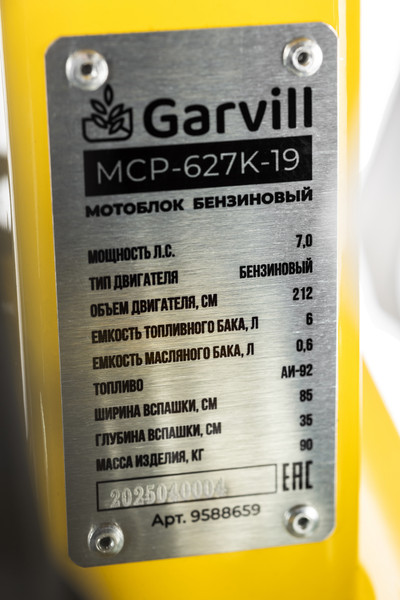 Garvill
MCP-627K-19
МОТОБЛОК БЕНЗИНОВЫЙ
МОЩНОСТЬ Л.С. 7,0
ТИП ДВИГАТЕЛЯ БЕНЗИНОВЫЙ
ОБЪЕМ ДВИГАТЕЛЯ, СМ 212
ЕМКОСТЬ ТОПЛИВНОГО БАКА, Л 6
ЕМКОСТЬ МАСЛЯНОГО БАКА, Л 0,6
ТОПЛИВО АИ-92
ШИРИНА ВСПАШКИ, СМ 85
ГЛУБИНА ВСПАШКИ, СМ 35
МАССА ИЗДЕЛИЯ, КГ 90
EAC
Арт. 9588659